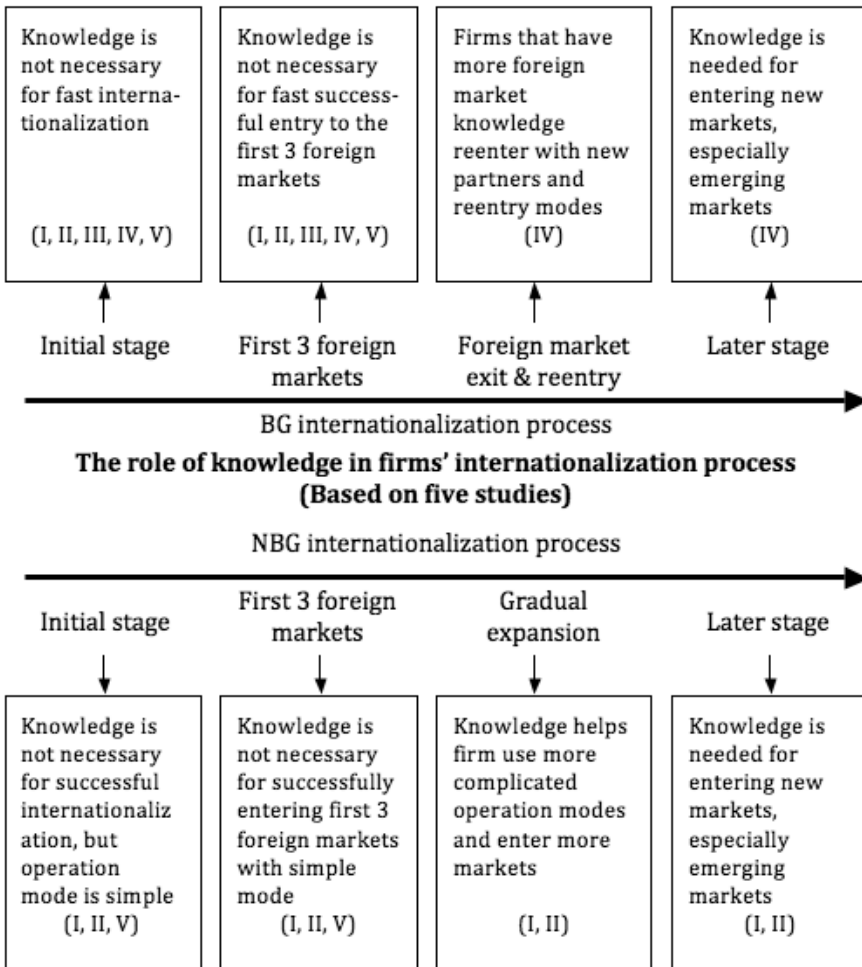 Knowledge is
not necessary
for fast interna-
tionalization
(I, II, III, IV, V)
Knowledge is
not necessary
for fast success-
ful entry to the
first 3 foreign
markets
(I, II, III, IV, V)
Firms that have
more foreign
market
knowledge
reenter with new
partners and
reentry modes
(IV)
Knowledge is
needed for
entering new
markets,
especially
emerging
markets
(IV)
Initial stage
First 3 foreign
markets
Foreign market
exit & reentry
Later stage
BG internationalization process
The role of knowledge in firms’ internationalization process
(Based on five studies)
NBG internationalization process
Initial stage
First 3 foreign
markets
Gradual
expansion
Later stage
Knowledge is
not necessary
for successful
internationaliz
ation, but
operation
mode is simple
(I, II, V)
Knowledge is
not necessary
for successfully
entering first 3
foreign markets
with simple
mode
(I, II, V)
Knowledge helps
firm use more
complicated
operation modes
and enter more
markets
(I, II)
Knowledge is
needed for
entering new
markets,
especially
emerging
markets
(I, II)